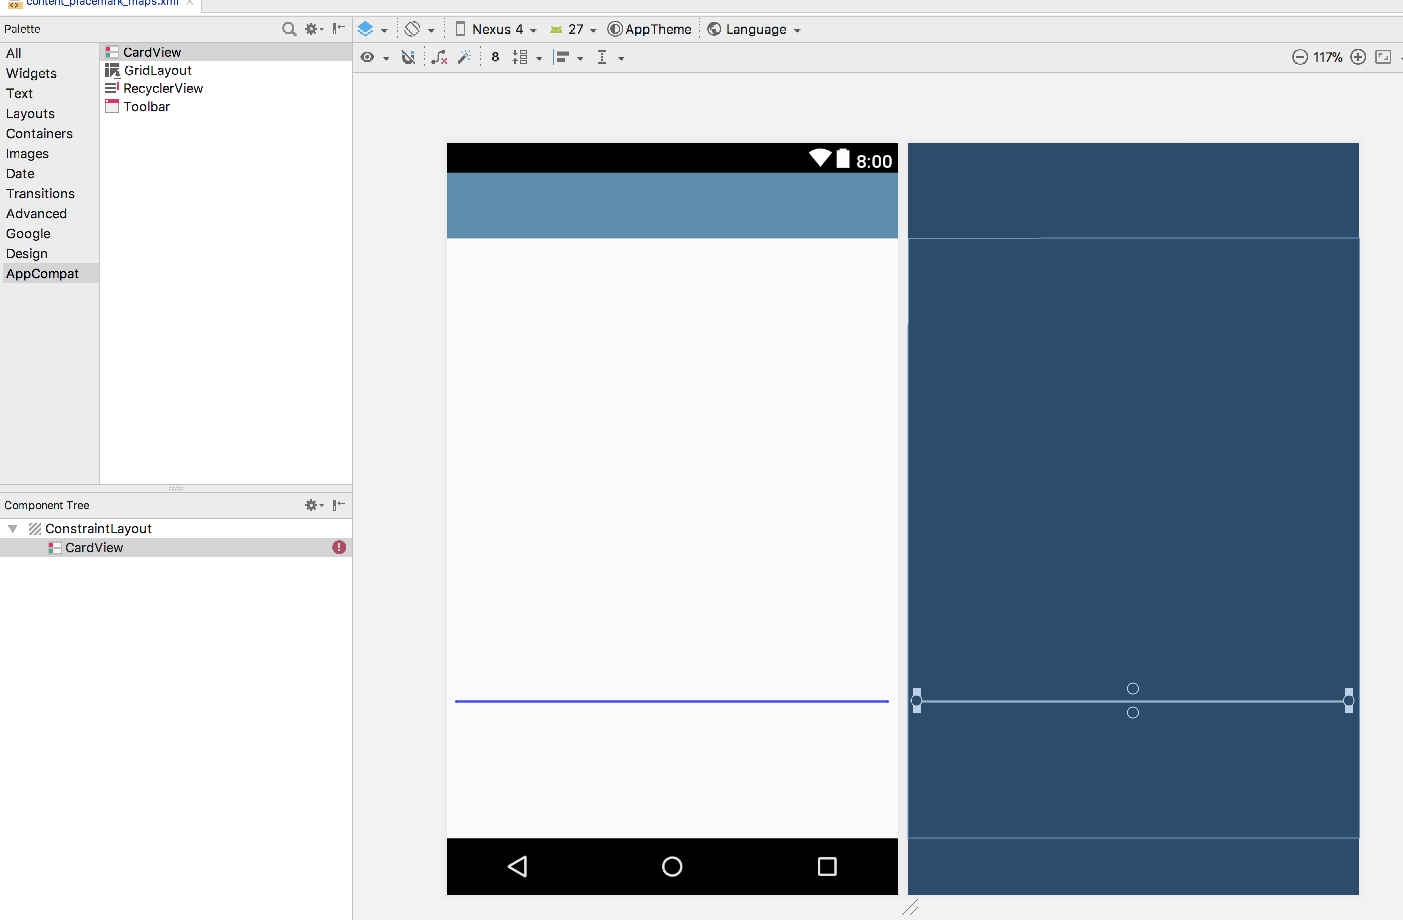 content_placemark_maps.xml
Palette
Nexus 4
27
AppTheme
Language
All
Widgets
Text
Layouts
Containers
Images
Date
Transitions
Advanced
Google
Design
AppCompat
CardView
GridLayout
RecyclerView
Toolbar
8
117%
8:00
Component Tree
ConstraintLayout
CardView